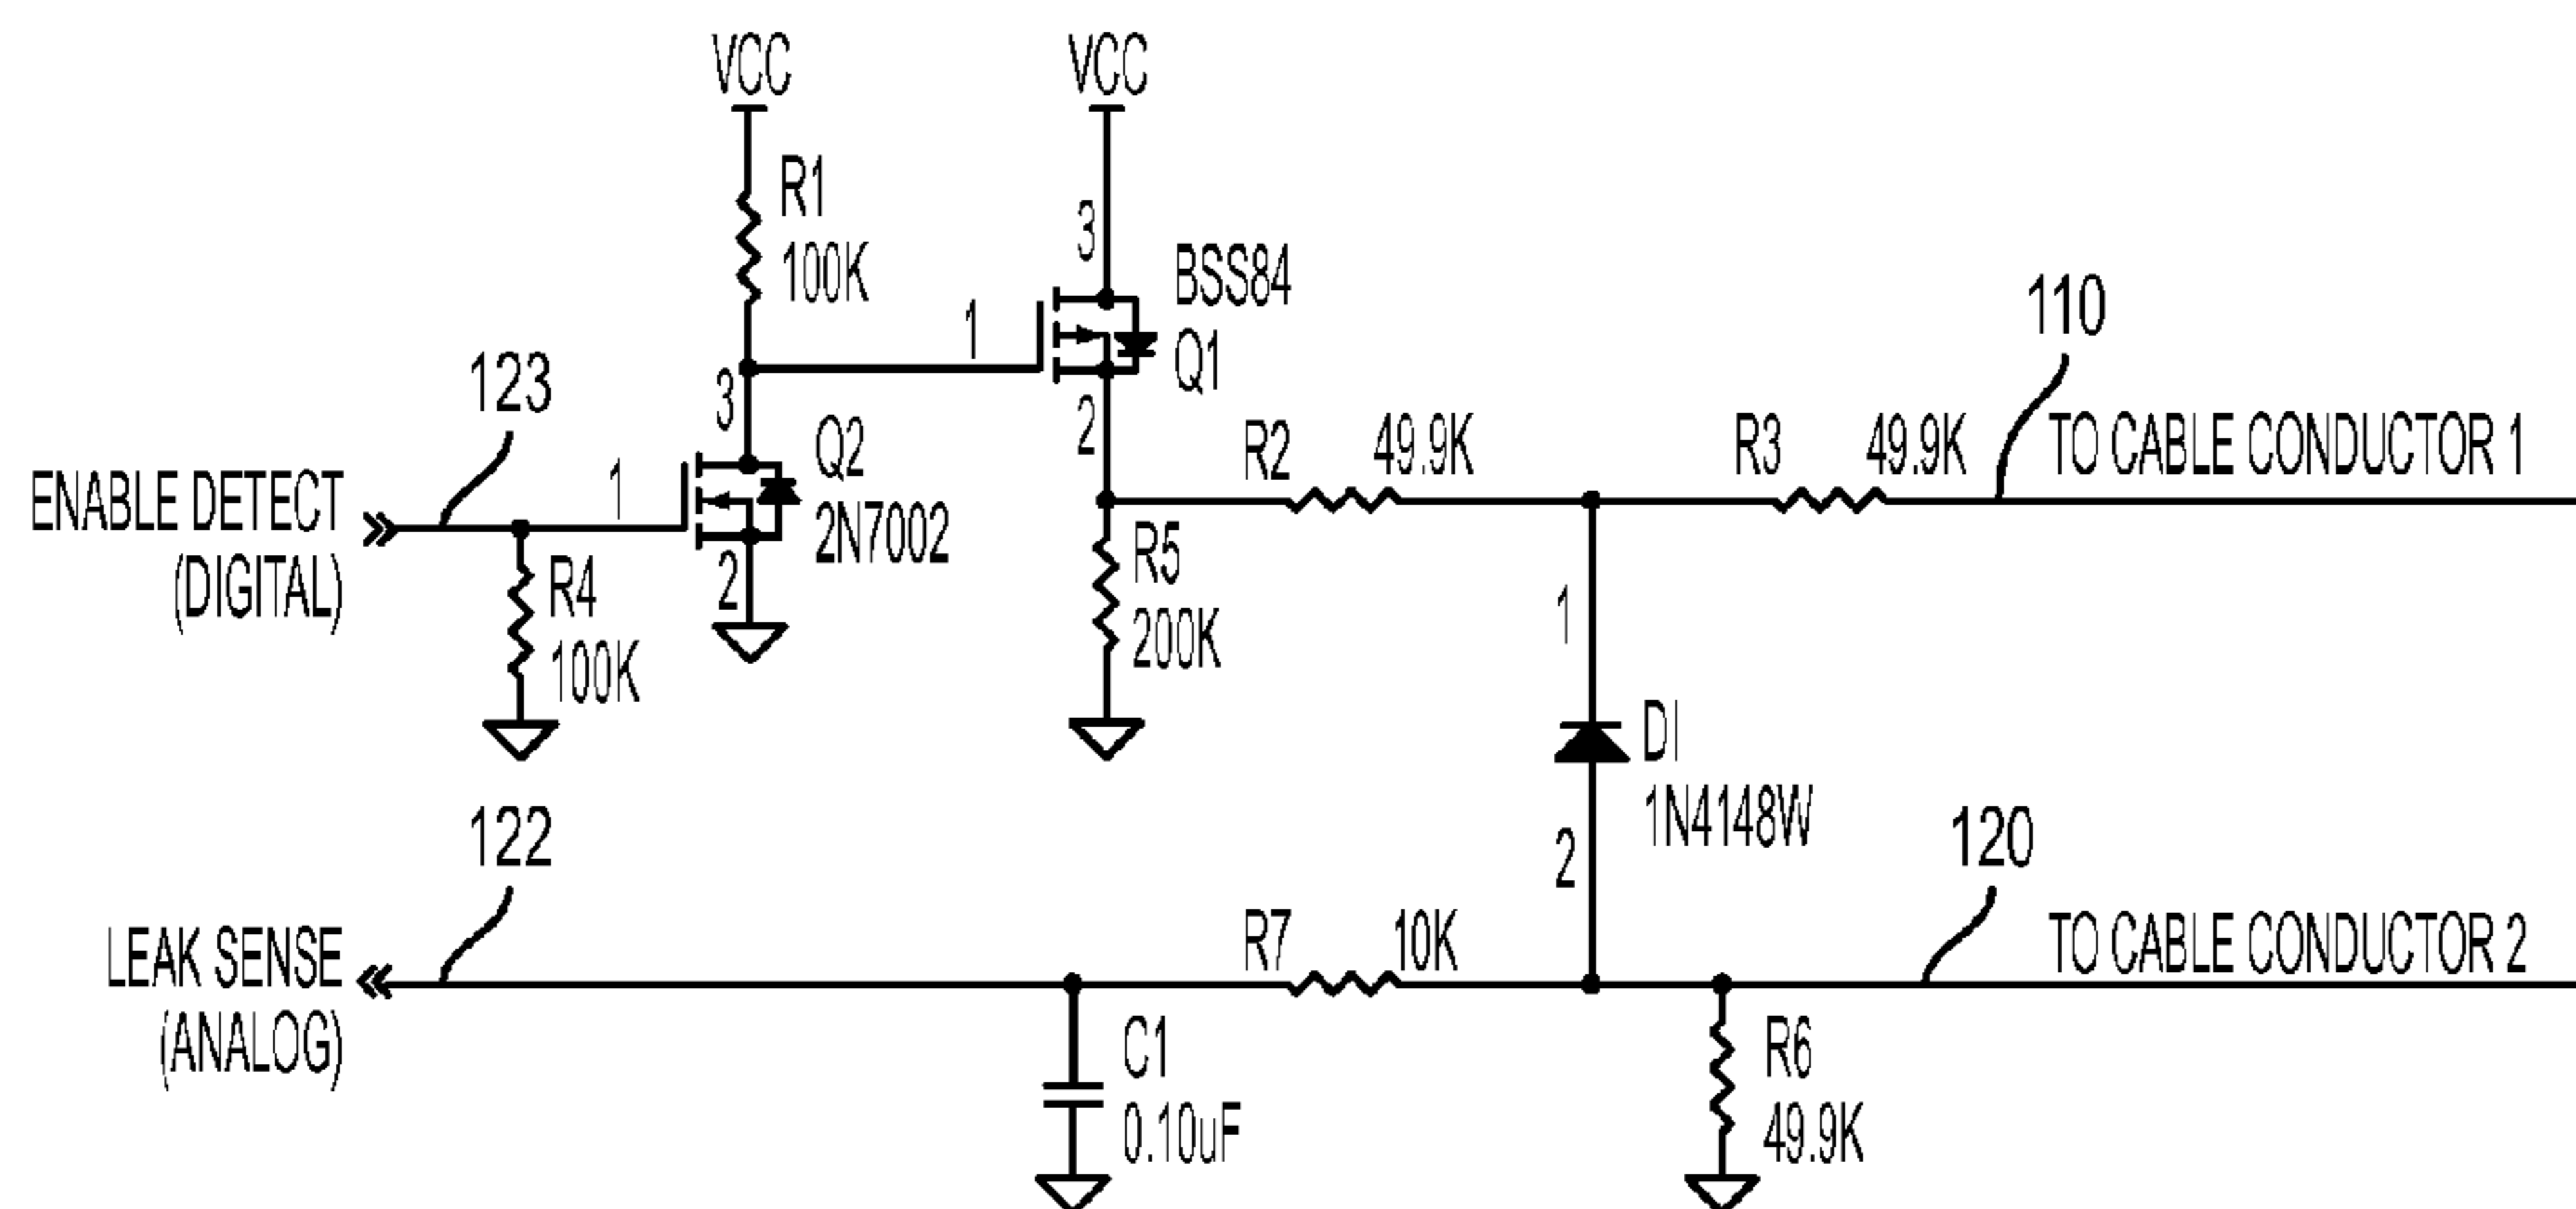 VCC
VCC
R1
100K
3
BSS84
Q1
1
110
123
3
Q2
2N7002
2
R2
49.9K
R3
49.9K
TO CABLE CONDUCTOR 1
ENABLE DETECT
(DIGITAL)
1
2
R4
100K
R5
200K
1
DI
1N4148W
2
122
120
LEAK SENSE
(ANALOG)
R7
10K
TO CABLE CONDUCTOR 2
C1
0.10uF
R6
49.9K